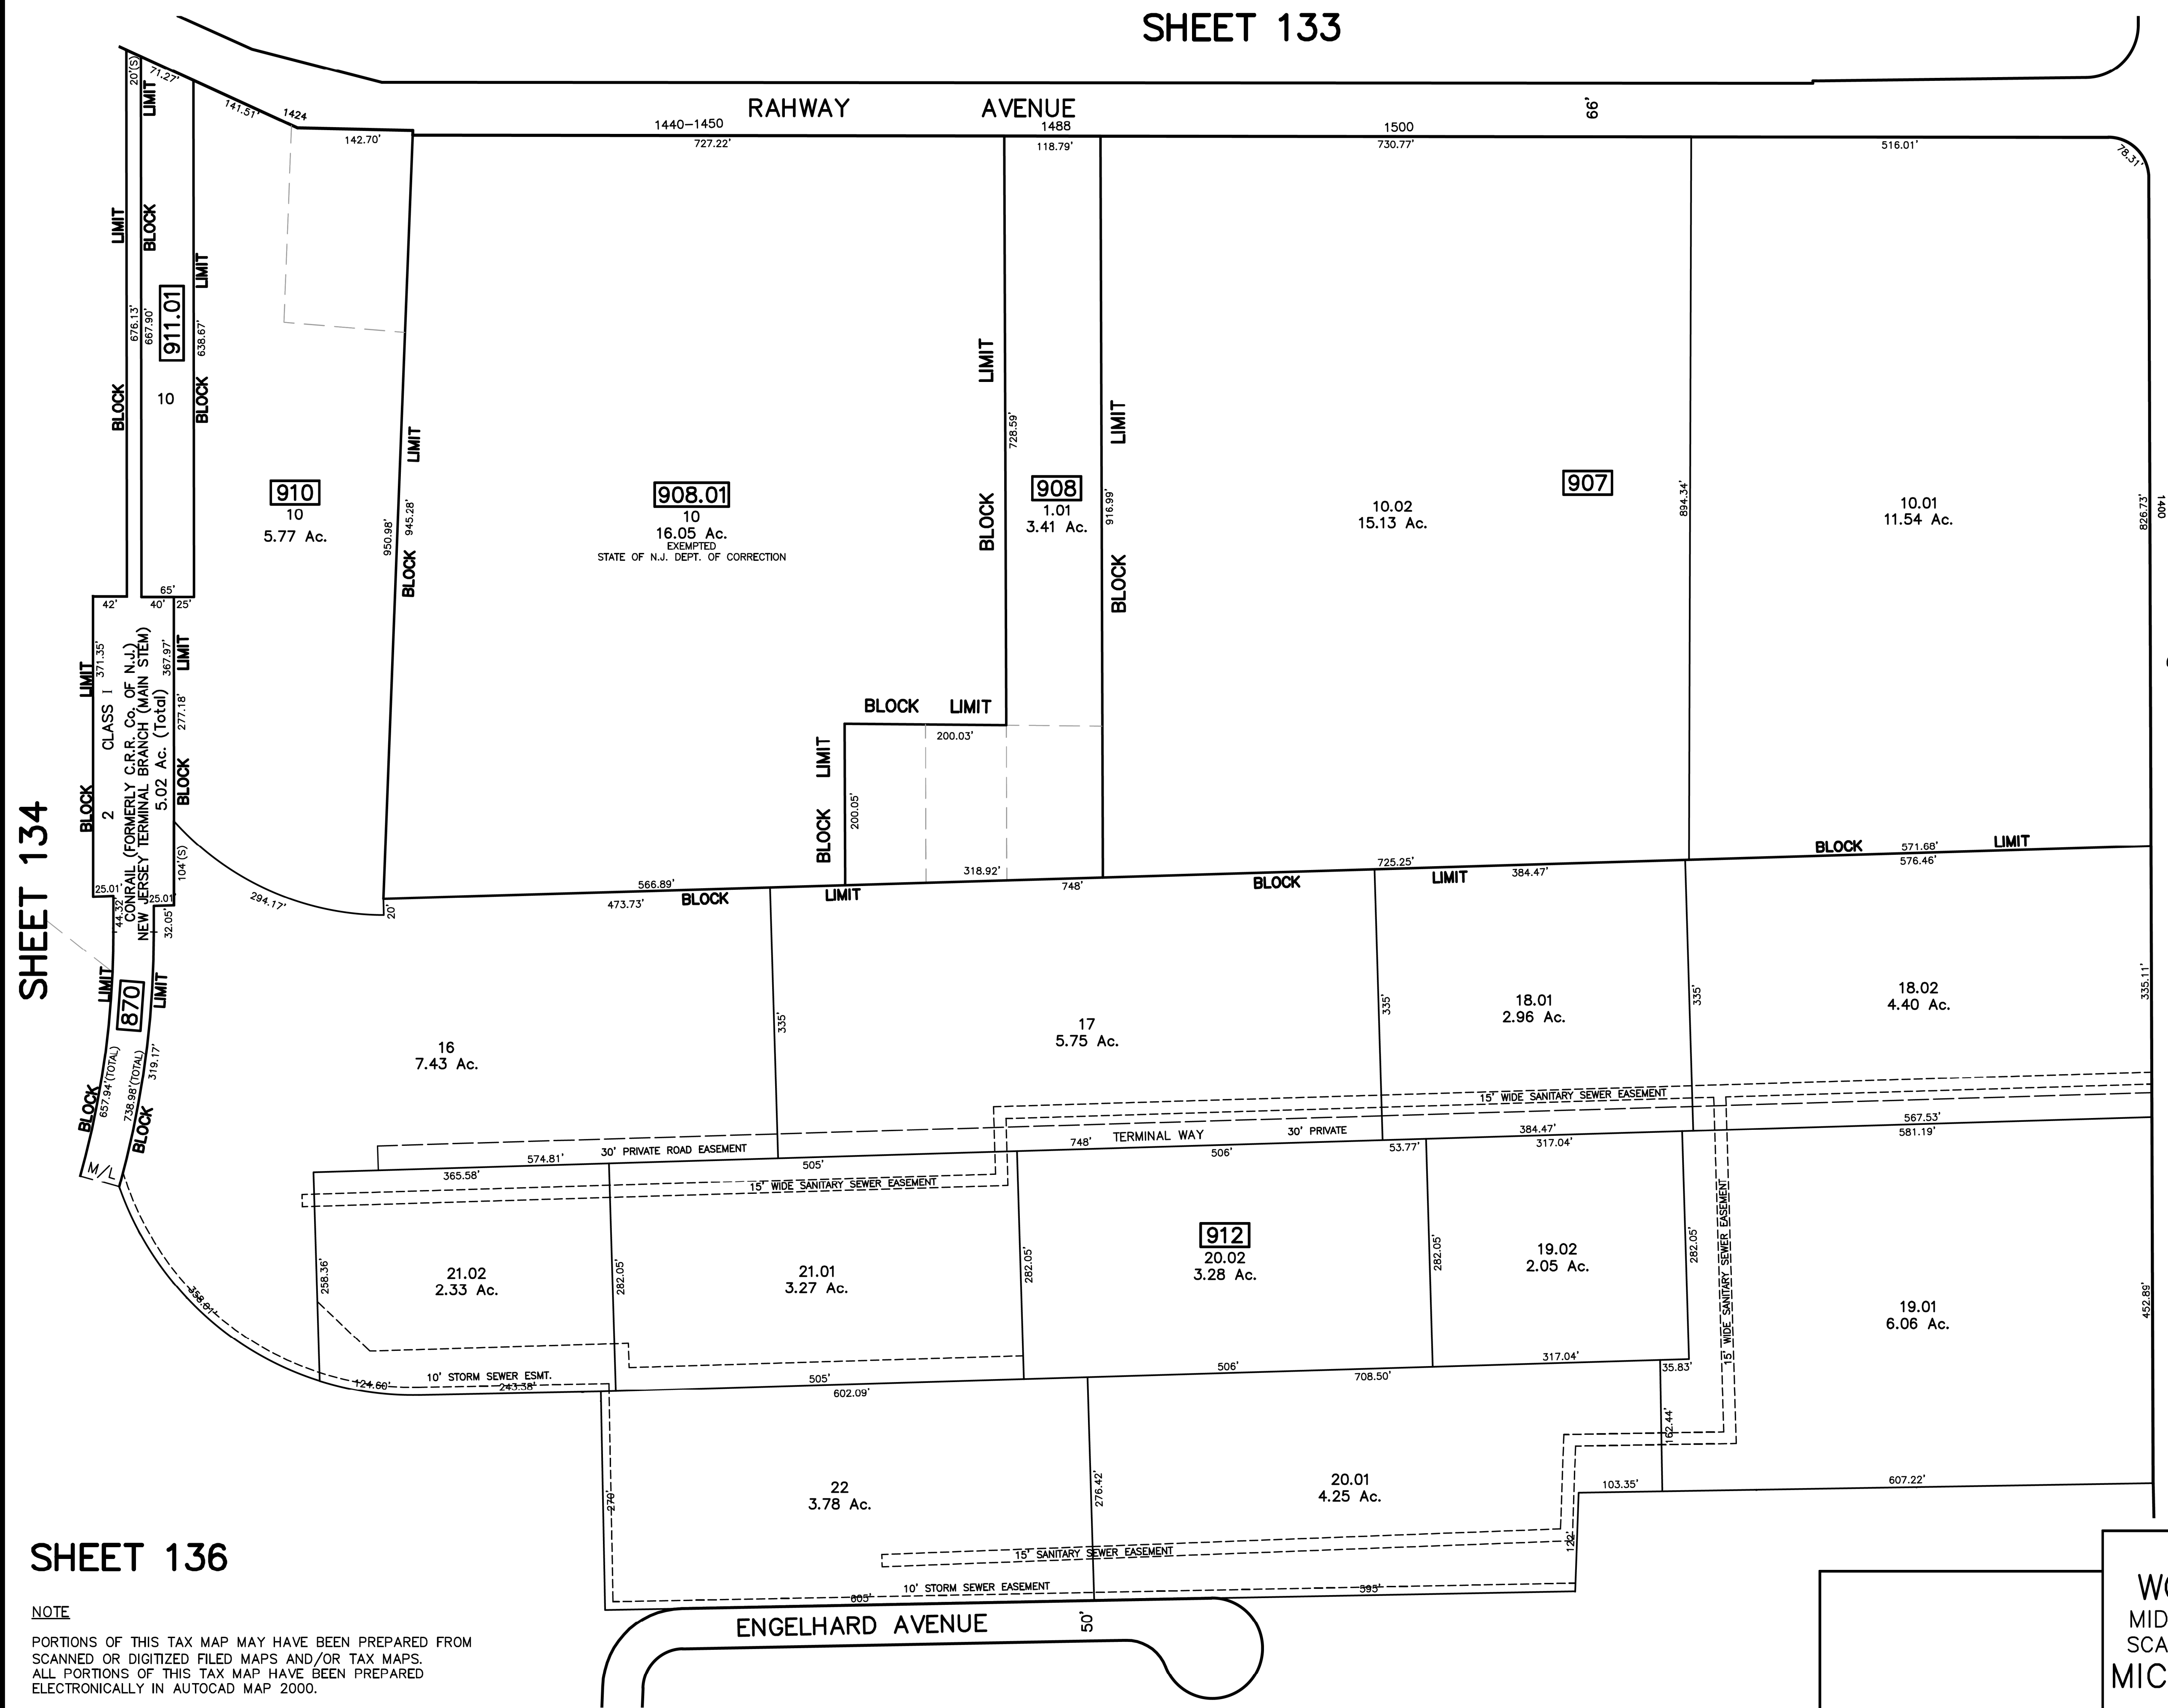 SHEET 133
RAHWAY AVENUE
66'
20'(S)
71.27'
141.51'
1424
142.70'
1440-1450
727.22'
1488
118.79'
1500
730.77'
516.01'
78.31'
LIMIT
BLOCK
LIMIT
BLOCK
LIMIT
BLOCK
676.13'
667.90'
911.01
638.67'
10
910
10
5.77 Ac.
950.98'
945.28'
LIMIT
BLOCK
908.01
10
16.05 Ac.
EXEMPTED
STATE OF N.J. DEPT. OF CORRECTION
LIMIT
BLOCK
728.59'
908
1.01
3.41 Ac.
916.99'
LIMIT
BLOCK
10.02
15.13 Ac.
907
894.34'
10.01
11.54 Ac.
826.73'
1400
65'
42'
40'
25'
371.35'
367.97'
277.18'
104'(S)
LIMIT
BLOCK
LIMIT
BLOCK
2 CLASS I
CONRAIL (FORMERLY C.R.R. Co. OF N.J.)
NEW JERSEY TERMINAL BRANCH (MAIN STEM)
5.02 Ac. (Total)
BLOCK LIMIT
200.03'
LIMIT
BLOCK
200.05'
SHEET 134
25.01'
25.01'
44.32'
32.05'
294.17'
20'
566.89'
473.73'
BLOCK LIMIT
318.92'
748'
BLOCK LIMIT
725.25'
384.47'
BLOCK LIMIT
571.68'
576.46'
LIMIT
BLOCK
870
LIMIT
BLOCK
657.94'(TOTAL)
738.98'(TOTAL)
319.17'
M/L
16
7.43 Ac.
335'
17
5.75 Ac.
335'
18.01
2.96 Ac.
335'
18.02
4.40 Ac.
335.11'
15' WIDE SANITARY SEWER EASEMENT
567.53'
581.19'
574.81'
30' PRIVATE ROAD EASEMENT
748'
TERMINAL WAY
30' PRIVATE
384.47'
365.58'
505'
506'
53.77'
317.04'
15' WIDE SANITARY SEWER EASEMENT
258.36'
21.02
2.33 Ac.
282.05'
21.01
3.27 Ac.
282.05'
912
20.02
3.28 Ac.
282.05'
19.02
2.05 Ac.
282.05'
15' WIDE SANITARY SEWER EASEMENT
19.01
6.06 Ac.
452.89'
358.01'
124.60'
10' STORM SEWER ESMT.
243.38'
505'
602.09'
506'
708.50'
317.04'
35.83'
162.44'
270'
22
3.78 Ac.
276.42'
20.01
4.25 Ac.
103.35'
607.22'
122'
15' SANITARY SEWER EASEMENT
10' STORM SEWER EASEMENT
605'
595'
ENGELHARD AVENUE
50'
SHEET 136
NOTE
PORTIONS OF THIS TAX MAP MAY HAVE BEEN PREPARED FROM
SCANNED OR DIGITIZED FILED MAPS AND/OR TAX MAPS.
ALL PORTIONS OF THIS TAX MAP HAVE BEEN PREPARED
ELECTRONICALLY IN AUTOCAD MAP 2000.
MID
SCA
MIC